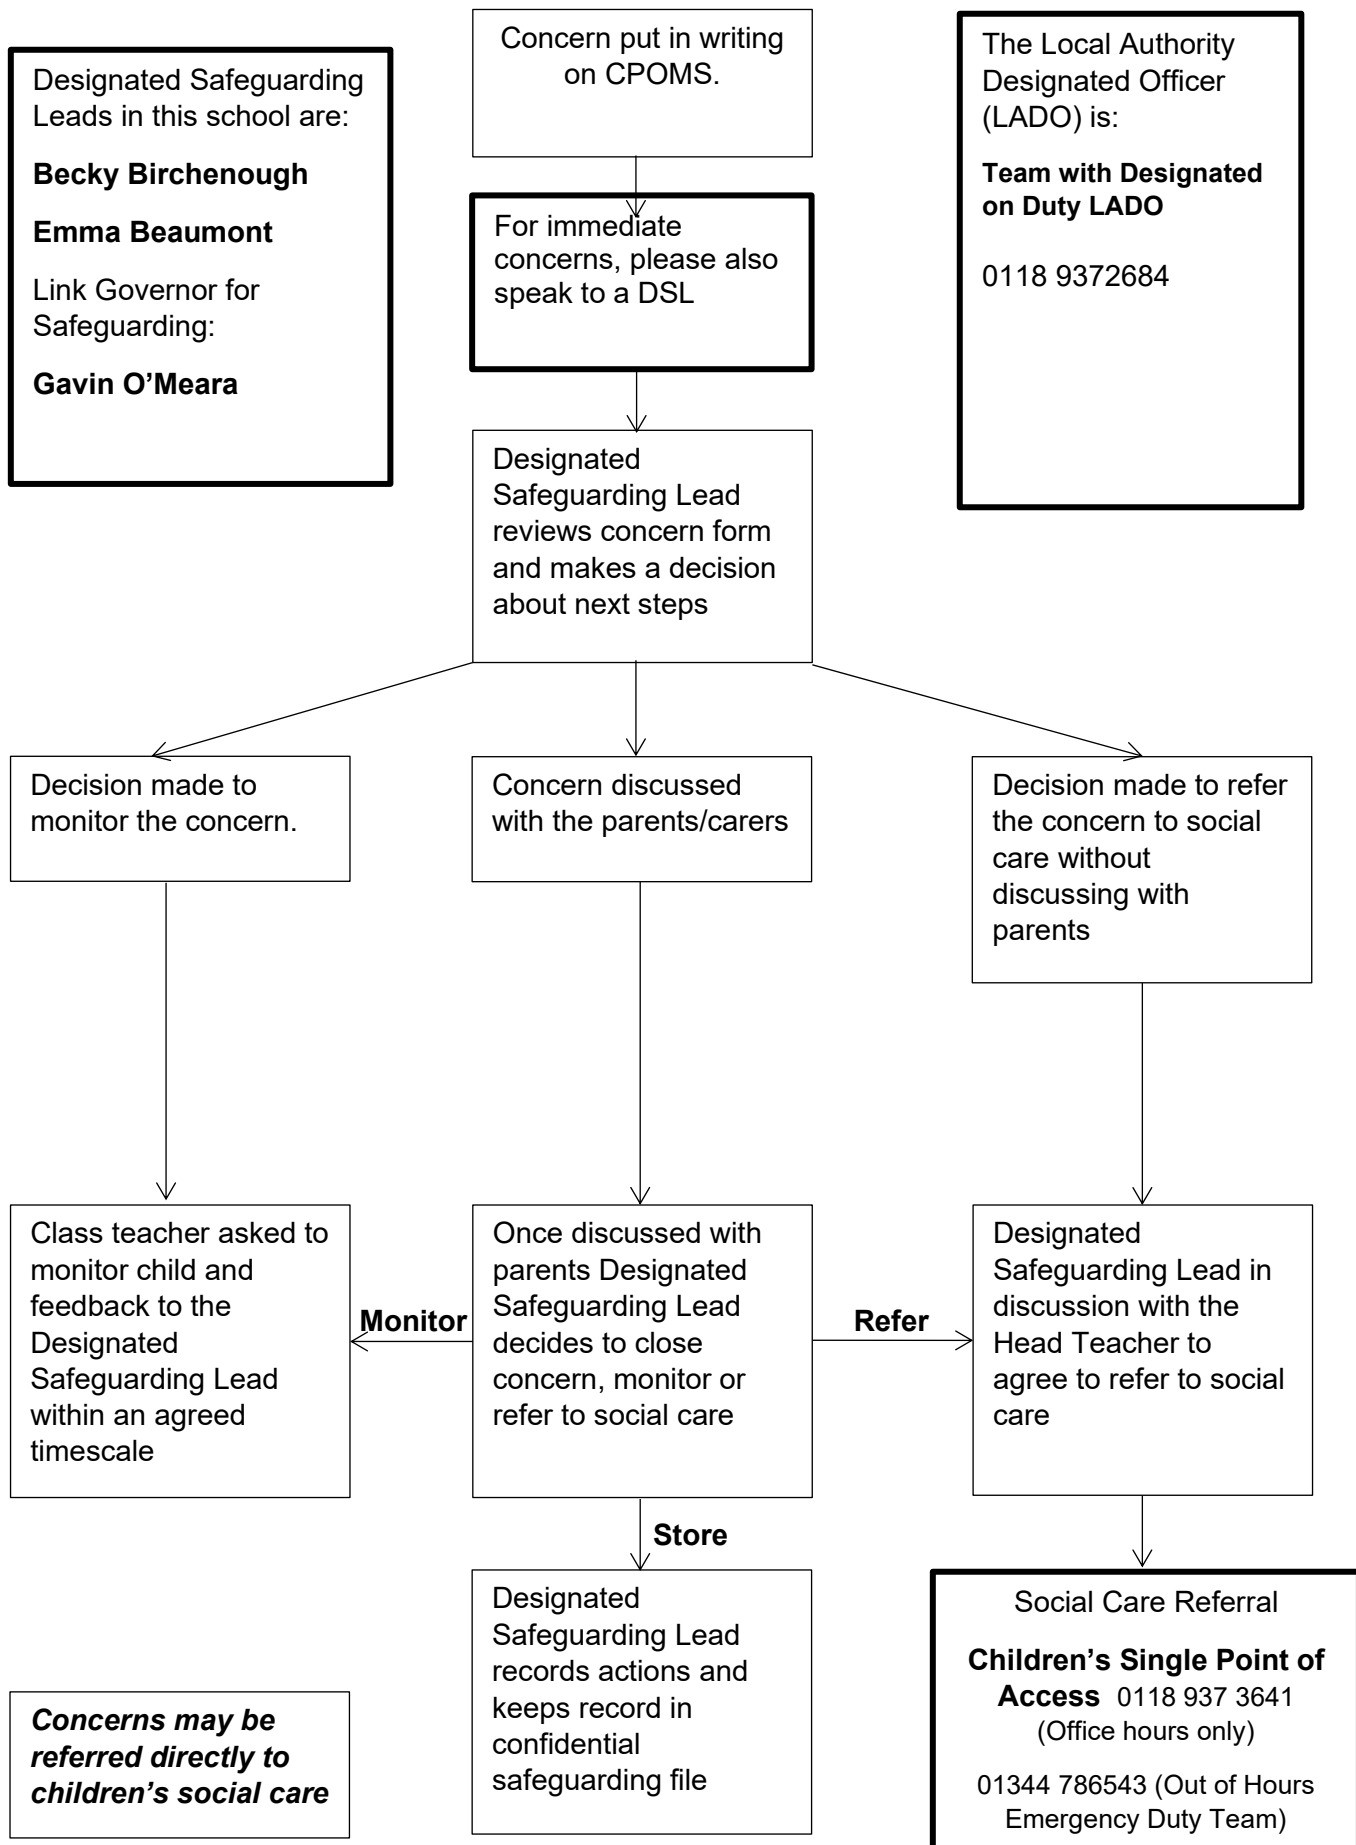 Designated Safeguarding
Leads in this school are:
Becky Birchenough
Emma Beaumont
Link Governor for
Safeguarding:
Gavin O’Meara
Concern put in writing
on CPOMS.
The Local Authority
Designated Officer
(LADO) is:
Team with Designated
on Duty LADO
0118 9372684
For immediate
concerns, please also
speak to a DSL
Designated
Safeguarding Lead
reviews concern form
and makes a decision
about next steps
Decision made to
monitor the concern.
Concern discussed
with the parents/carers
Decision made to refer
the concern to social
care without
discussing with
parents
Class teacher asked to
monitor child and
feedback to the
Designated
Safeguarding Lead
within an agreed
timescale
Monitor
Once discussed with
parents Designated
Safeguarding Lead
decides to close
concern, monitor or
refer to social care
Refer
Designated
Safeguarding Lead in
discussion with the
Head Teacher to
agree to refer to social
care
Store
Designated
Safeguarding Lead
records actions and
keeps record in
confidential
safeguarding file
Social Care Referral
Children’s Single Point of
Access 0118 937 3641
(Office hours only)
01344 786543 (Out of Hours
Emergency Duty Team)
Concerns may be
referred directly to
children’s social care